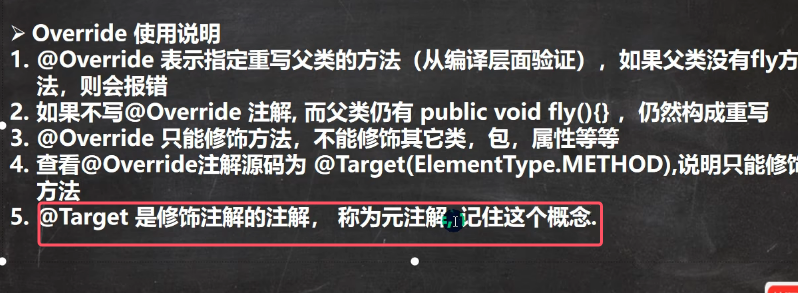 ➢ Override 使用说明
1. @Override 表示指定重写父类的方法（从编译层面验证），如果父类没有fly方
法，则会报错
2. 如果不写@Override 注解, 而父类仍有 public void fly(){} ，仍然构成重写
3. @Override 只能修饰方法，不能修饰其它类，包，属性等等
4. 查看@Override注解源码为 @Target(ElementType.METHOD),说明只能修饰
方法
5. @Target 是修饰注解的注解， 称为元注解,记住这个概念.